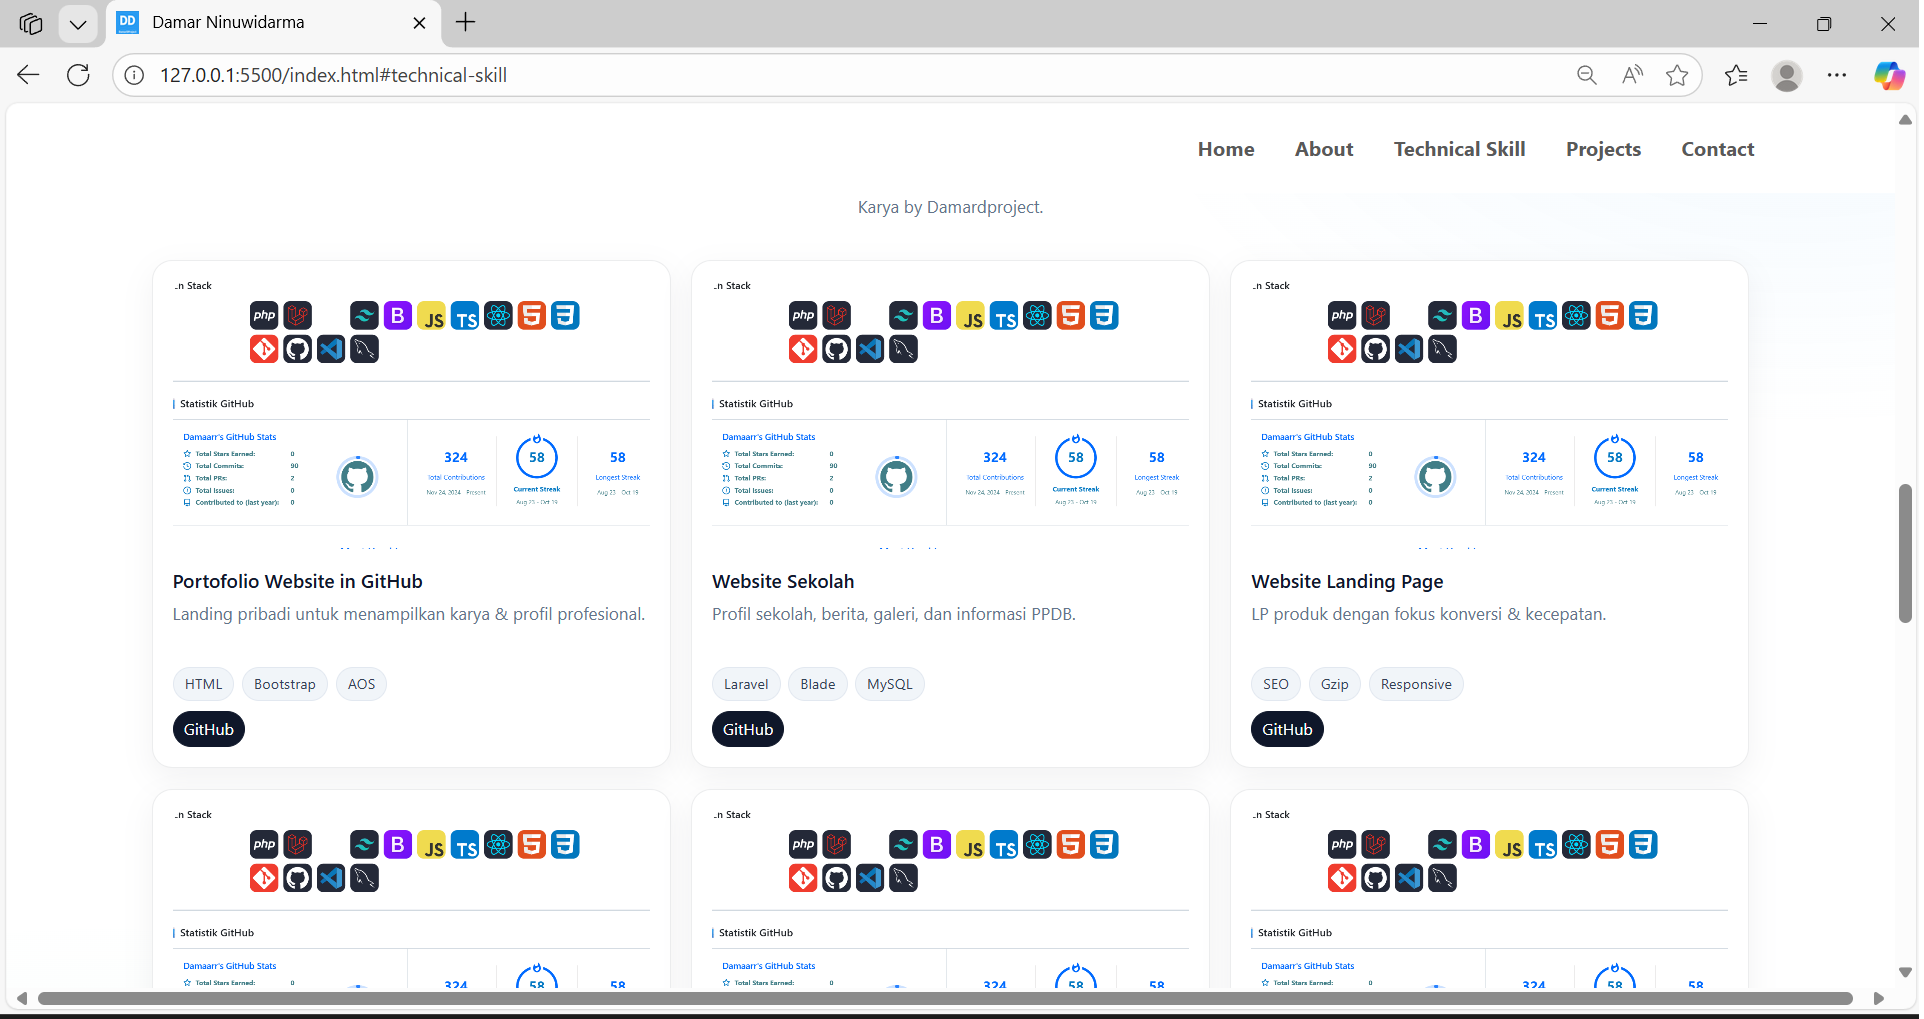 DD
Damar Ninuwidarma
127.0.0.1:5500/index.html#technical-skill
Home About Technical Skill Projects Contact
Karya by Damardproject.
n Stack n Stack n Stack
php B JS TS php B JS TS php B JS TS
Statistik GitHub Statistik GitHub Statistik GitHub
Damaarr's GitHub Stats Damaarr's GitHub Stats Damaarr's GitHub Stats
Total Stars Earned: 0 324 58 58 Total Stars Earned: 0 324 58 58 Total Stars Earned: 0 324 58 58
Total Commits: 90 Total Commits: 90 Total Commits: 90
Total PRs: 2 Total Contributions Longest Streak Total PRs: 2 Total Contributions Longest Streak Total PRs: 2 Total Contributions Longest Streak
Total Issues: 0 Nov 24, 2024 - Present Current Streak Aug 23 - Oct 19 Total Issues: 0 Nov 24, 2024 - Present Current Streak Aug 23 - Oct 19 Total Issues: 0 Nov 24, 2024 - Present Current Streak Aug 23 - Oct 19
Contributed to (last year): 0 Aug 23 - Oct 19 Contributed to (last year): 0 Aug 23 - Oct 19 Contributed to (last year): 0 Aug 23 - Oct 19
Portofolio Website in GitHub Website Sekolah Website Landing Page
Landing pribadi untuk menampilkan karya & profil profesional. Profil sekolah, berita, galeri, dan informasi PPDB. LP produk dengan fokus konversi & kecepatan.
HTML Bootstrap AOS Laravel Blade MySQL SEO Gzip Responsive
GitHub GitHub GitHub
n Stack n Stack n Stack
php B JS TS php B JS TS php B JS TS
Statistik GitHub Statistik GitHub Statistik GitHub
Damaarr's GitHub Stats Damaarr's GitHub Stats Damaarr's GitHub Stats
Total Stars Earned: 0 324 58 58 Total Stars Earned: 0 324 58 58 Total Stars Earned: 0 324 58 58